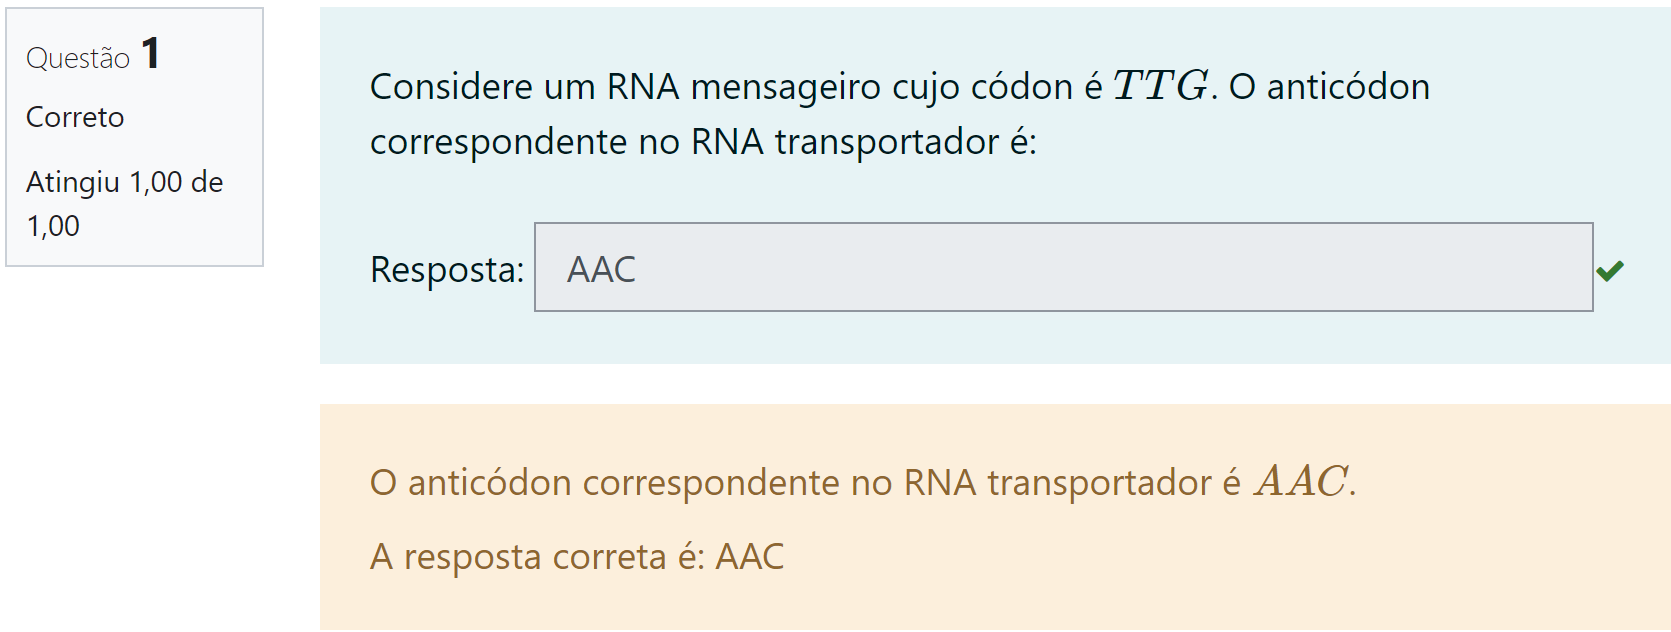 Questão 1
Correto
Atingiu 1,00 de
1,00
Considere um RNA mensageiro cujo códon é TTG. O anticódon
correspondente no RNA transportador é:
Resposta: AAC
O anticódon correspondente no RNA transportador é AAC.
A resposta correta é: AAC